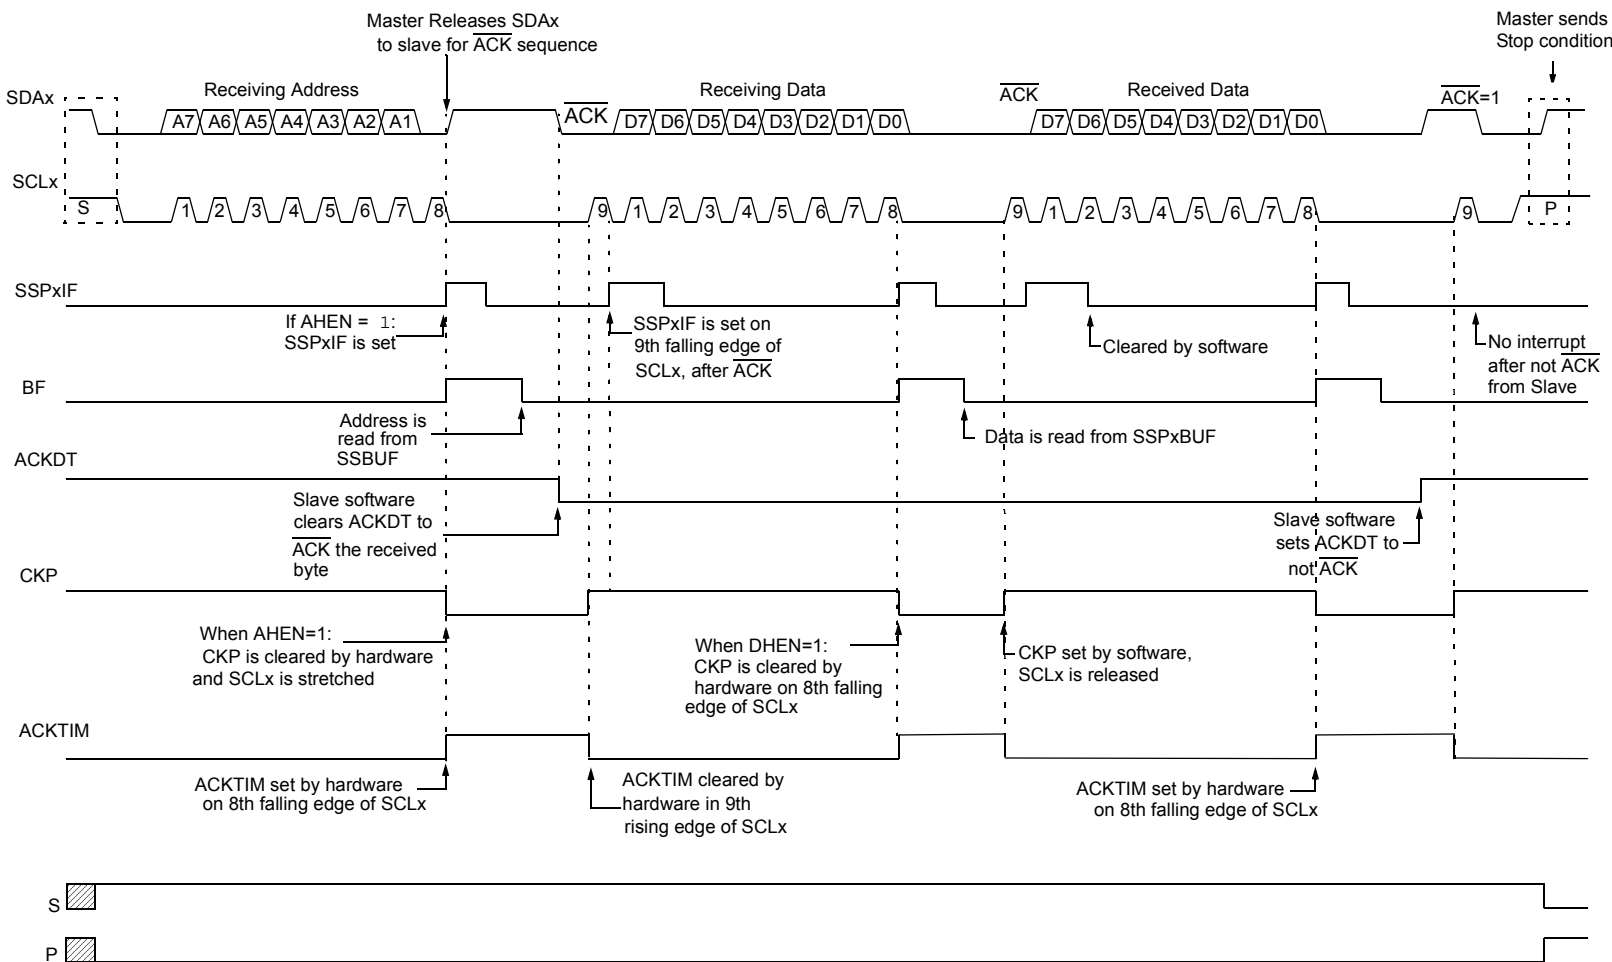 Master Releases SDAx
to slave for ACK sequence
Master sends
Stop condition
SDAx
Receiving Address
ACK
Receiving Data
ACK
Received Data
ACK=1
A7 A6 A5 A4 A3 A2 A1
D7 D6 D5 D4 D3 D2 D1 D0
D7 D6 D5 D4 D3 D2 D1 D0
SCLx
S
1 2 3 4 5 6 7 8
9 1 2 3 4 5 6 7 8
9 1 2 3 4 5 6 7 8
9
P
SSPxIF
If AHEN = 1:
SSPxIF is set
SSPxIF is set on
9th falling edge of
SCLx, after ACK
Cleared by software
No interrupt
after not ACK
from Slave
BF
Address is
read from
SSBUF
Data is read from SSPxBUF
ACKDT
Slave software
clears ACKDT to
ACK the received
byte
Slave software
sets ACKDT to
not ACK
CKP
When AHEN=1:
CKP is cleared by hardware
and SCLx is stretched
When DHEN=1:
CKP is cleared by
hardware on 8th falling
edge of SCLx
CKP set by software,
SCLx is released
ACKTIM
ACKTIM set by hardware
on 8th falling edge of SCLx
ACKTIM cleared by
hardware in 9th
rising edge of SCLx
ACKTIM set by hardware
on 8th falling edge of SCLx
S
P